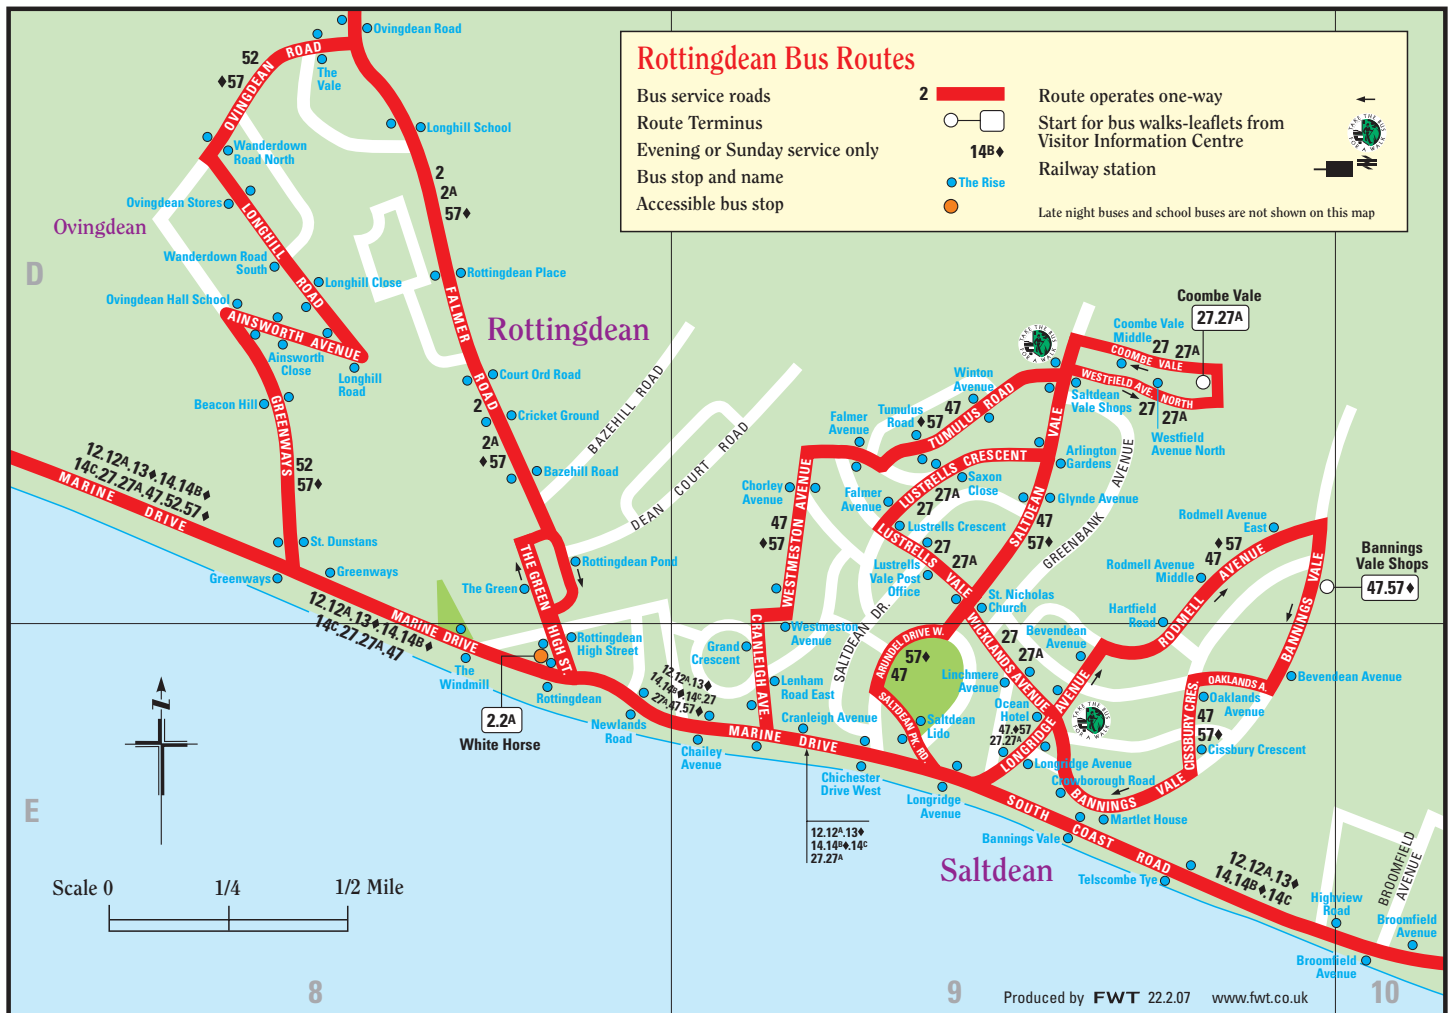 Rottingdean Bus Routes
Bus service roads
2
Route Terminus
Evening or Sunday service only
14B♦
Bus stop and name
The Rise
Accessible bus stop
Route operates one-way
Start for bus walks-leaflets from
Visitor Information Centre
TAKE THE BUS
FOR A WALK
Railway station
Late night buses and school buses are not shown on this map
Ovingdean Road
52
♦57
OVINGDEAN ROAD
The
Vale
Longhill School
Wanderdown
Road North
2
2A
57♦
Ovingdean Stores
Ovingdean
LONGHILL ROAD
Wanderdown Road
South
D
Longhill Close
Rottingdean Place
Ovingdean Hall School
AINSWORTH AVENUE
FALMER ROAD
Rottingdean
Ainsworth
Close
Longhill
Road
Court Ord Road
Beacon Hill
GREENWAYS
2
Cricket Ground
2A
♦57
BAZEHILL ROAD
DEAN COURT ROAD
Bazehill Road
12.12A.13♦.14.14B♦
14C.27.27A.47.52.57♦
MARINE DRIVE
52
57♦
St. Dunstans
Greenways
Greenways
THE GREEN
Rottingdean Pond
The Green
12.12A.13♦14.14B♦
14C.27.27A.47
MARINE DRIVE
HIGH ST.
Rottingdean
High Street
The
Windmill
Rottingdean
2.2A
White Horse
Newlands
Road
12.12A.13♦
14.14B♦.14C.27
27A.47.57♦
Chailey
Avenue
Coombe Vale
27.27A
Coombe Vale
Middle
27 27A
COOMBE VALE
TAKE THE BUS
FOR A WALK
WESTFIELD AVE. NORTH
27
27A
Saltdean
Vale Shops
Westfield
Avenue North
Winton
Avenue
47
Tumulus
Road
♦57
TUMULUS ROAD
Falmer
Avenue
VALE
SALTDEAN
LUSTRELLS CRESCENT
Arlington
Gardens
GREENBANK AVENUE
Saxon
Close
Chorley
Avenue
Falmer
Avenue
27A
27
Glynde Avenue
WESTMESTON AVENUE
47
♦57
Lustrells Crescent
47
57♦
27
27A
LUSTRELLS VALE
Lustrells
Vale Post
Office
Rodmell Avenue
East
♦57
47
Rodmell Avenue
Middle
RODMELL AVENUE
Bannings
Vale Shops
47.57♦
BANNINGS VALE
SALTDEAN DR.
St. Nicholas
Church
Hartfield
Road
CRANLEIGH AVE.
Westmeston
Avenue
Grand
Crescent
ARUNDEL DRIVE W.
WICKLANDS AVENUE
27
27A
Bevendean
Avenue
57♦
47
Linchmere
Avenue
Lenham
Road East
OAKLANDS A.
Bevendean Avenue
Oaklands
Avenue
SALTDEAN PK. RD.
Ocean
Hotel
47.♦57
27.27A
LONGRIDGE AVENUE
TAKE THE BUS
FOR A WALK
Cranleigh Avenue
Saltdean
Lido
CISSBURY CRES.
47
57♦
Cissbury Crescent
MARINE DRIVE
Longridge Avenue
Crowborough Road
Chichester
Drive West
BANNINGS VALE
Longridge
Avenue
Martlet House
12.12A.13♦
14.14B♦.14C
27.27A
SOUTH COAST ROAD
Bannings Vale
E
Saltdean
Telscombe Tye
12.12A.13♦
14.14B♦.14C
BROOMFIELD
AVENUE
Scale 0
1/4
1/2 Mile
Highview
Road
Broomfield
Avenue
Broomfield
Avenue
N
8
9
10
Produced by FWT 22.2.07 www.fwt.co.uk